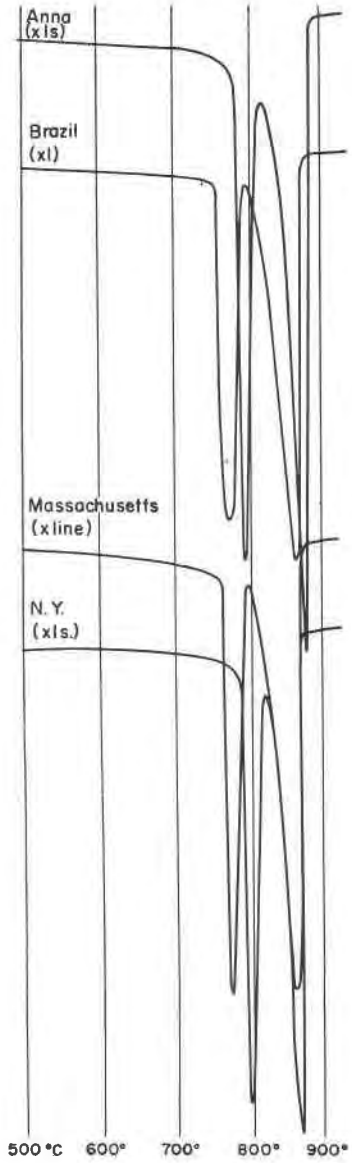 Anna
(xls)
Brazil
(xl)
Massachusetts
(xline)
N.Y.
(xls.)
500 °C 600° 700° 800° 900°